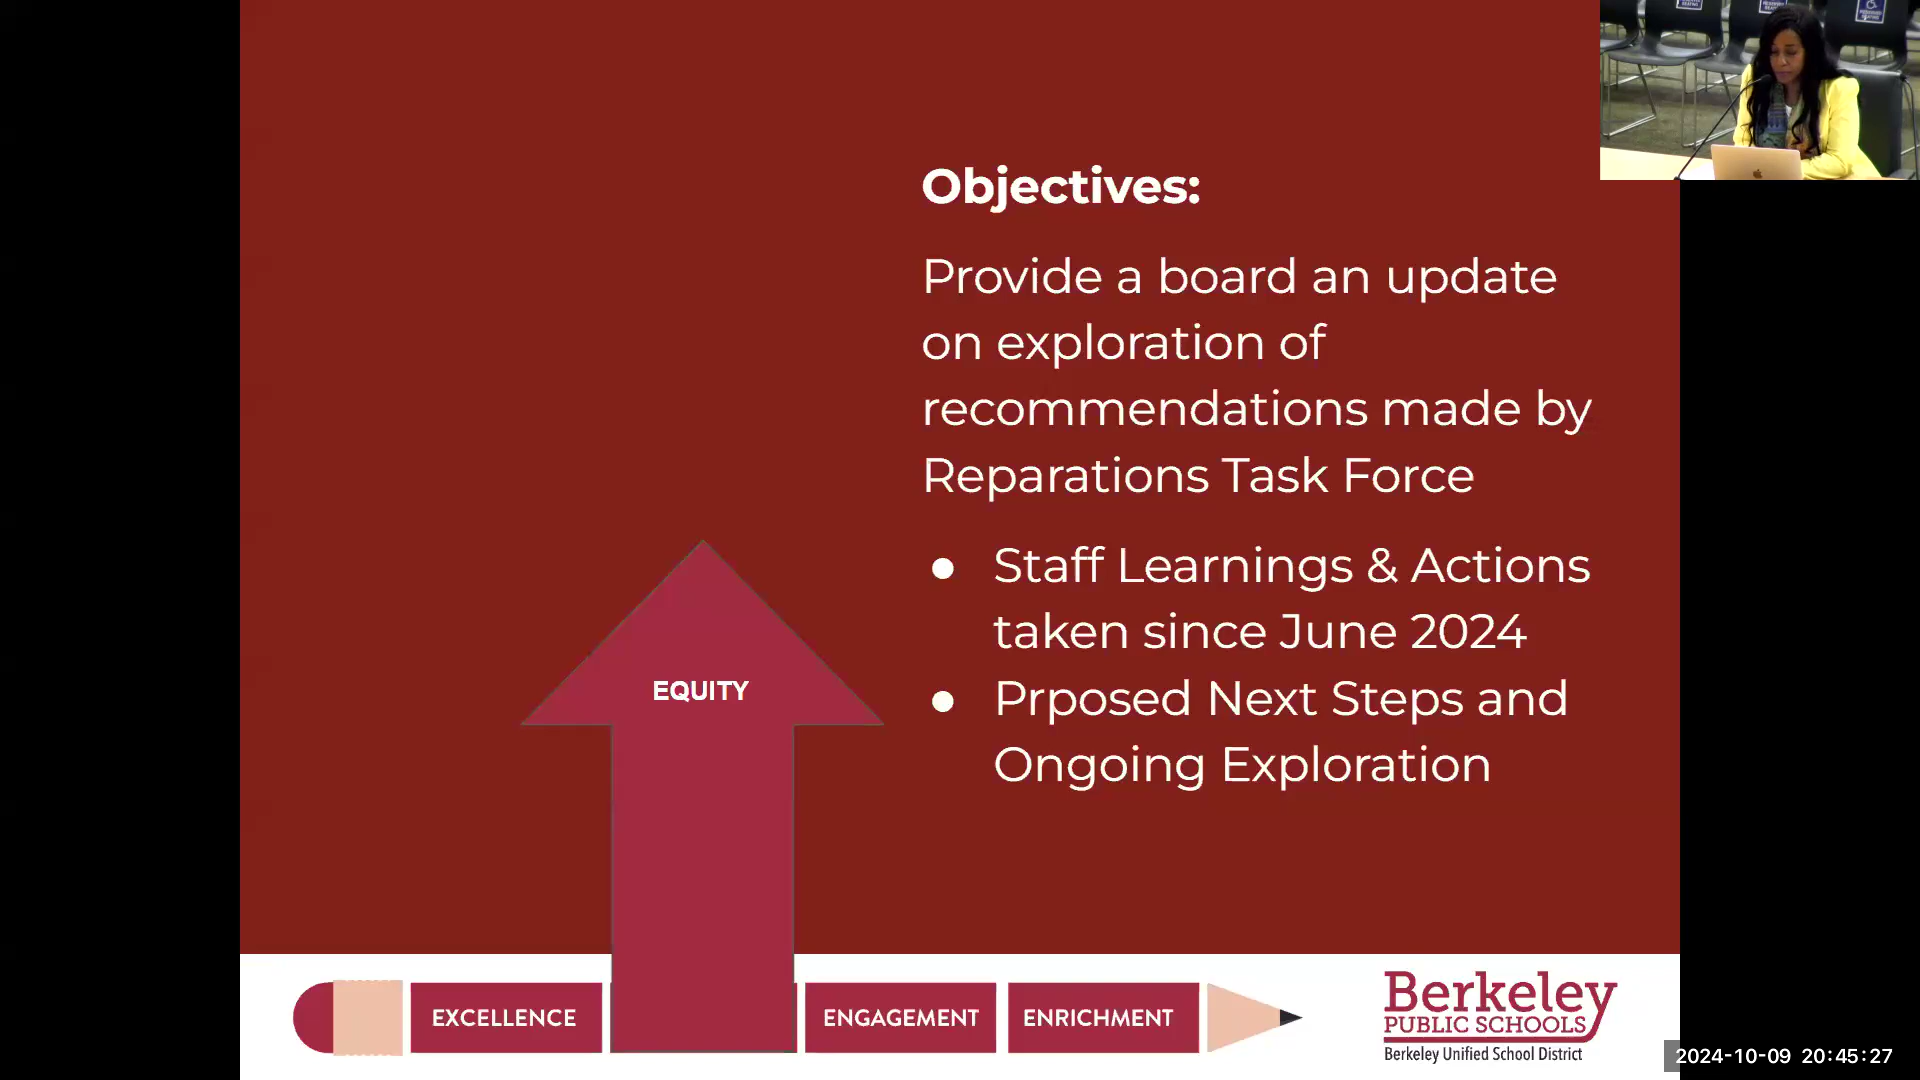 Objectives:
Provide a board an update
on exploration of
recommendations made by
Reparations Task Force
● Staff Learnings & Actions
taken since June 2024
● Prposed Next Steps and
Ongoing Exploration
EQUITY
EXCELLENCE
ENGAGEMENT
ENRICHMENT
Berkeley
PUBLIC SCHOOLS
Berkeley Unified School District
2024-10-09 20:45:27